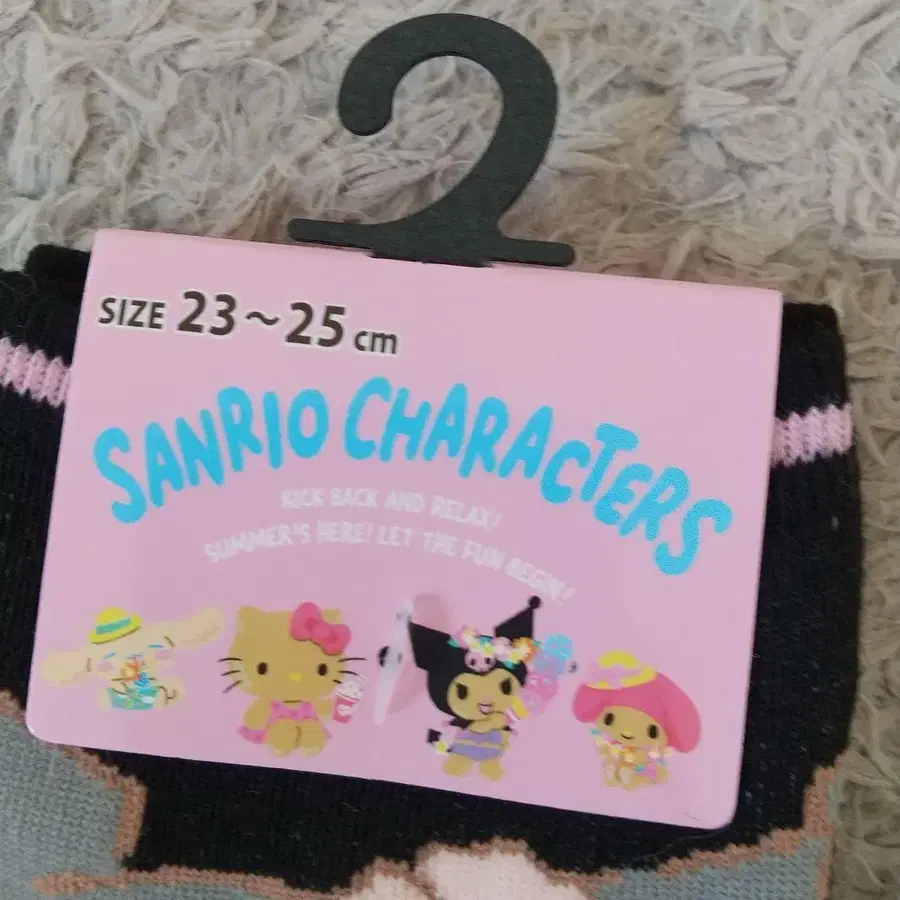 SIZE 23~25 cm
SANRIO CHARACTERS
KICK BACK AND RELAX!
SUMMER'S HERE! LET THE FUN BEGIN!